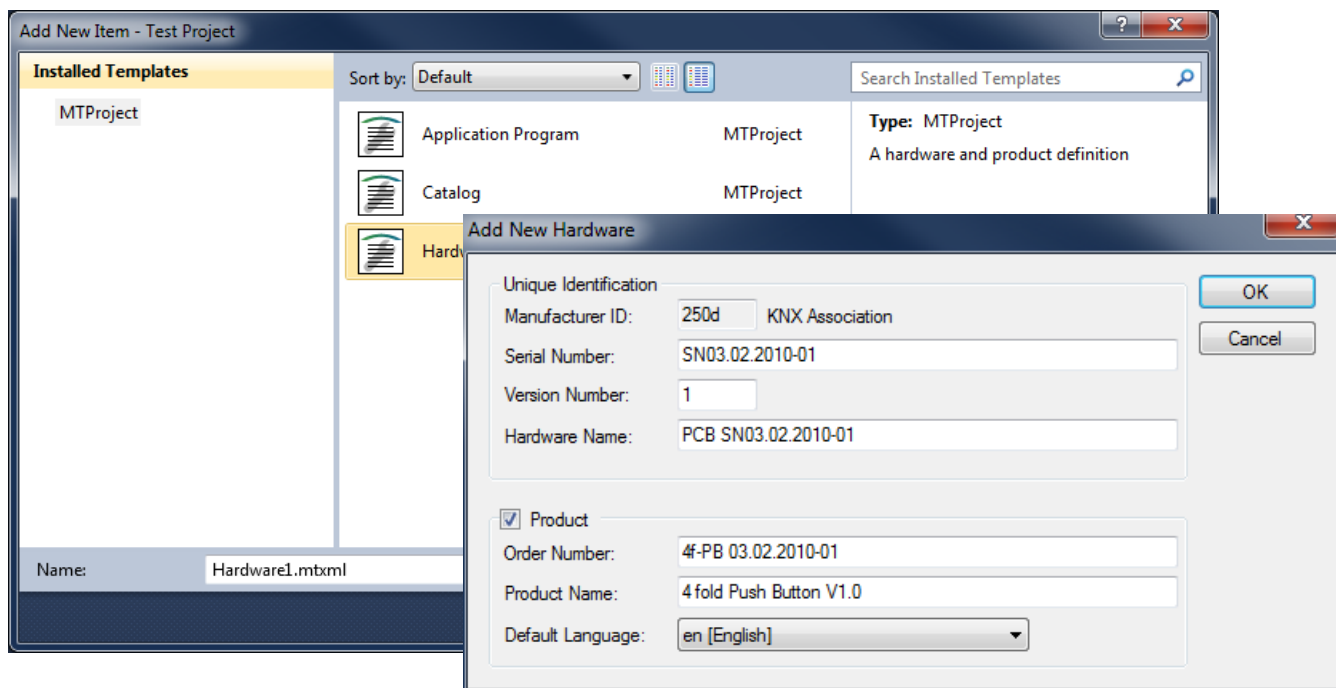 Add New Item - Test Project
?
Installed Templates
Sort by: Default
Search Installed Templates
MTProject
Application Program MTProject
Type: MTProject
A hardware and product definition
Catalog MTProject
Hardw
Name: Hardware1.mtxml
Add New Hardware
Unique Identification
Manufacturer ID: 250d KNX Association
Serial Number: SN03.02.2010-01
Version Number: 1
Hardware Name: PCB SN03.02.2010-01
OK
Cancel
Product
Order Number: 4f-PB 03.02.2010-01
Product Name: 4 fold Push Button V1.0
Default Language: en [English]